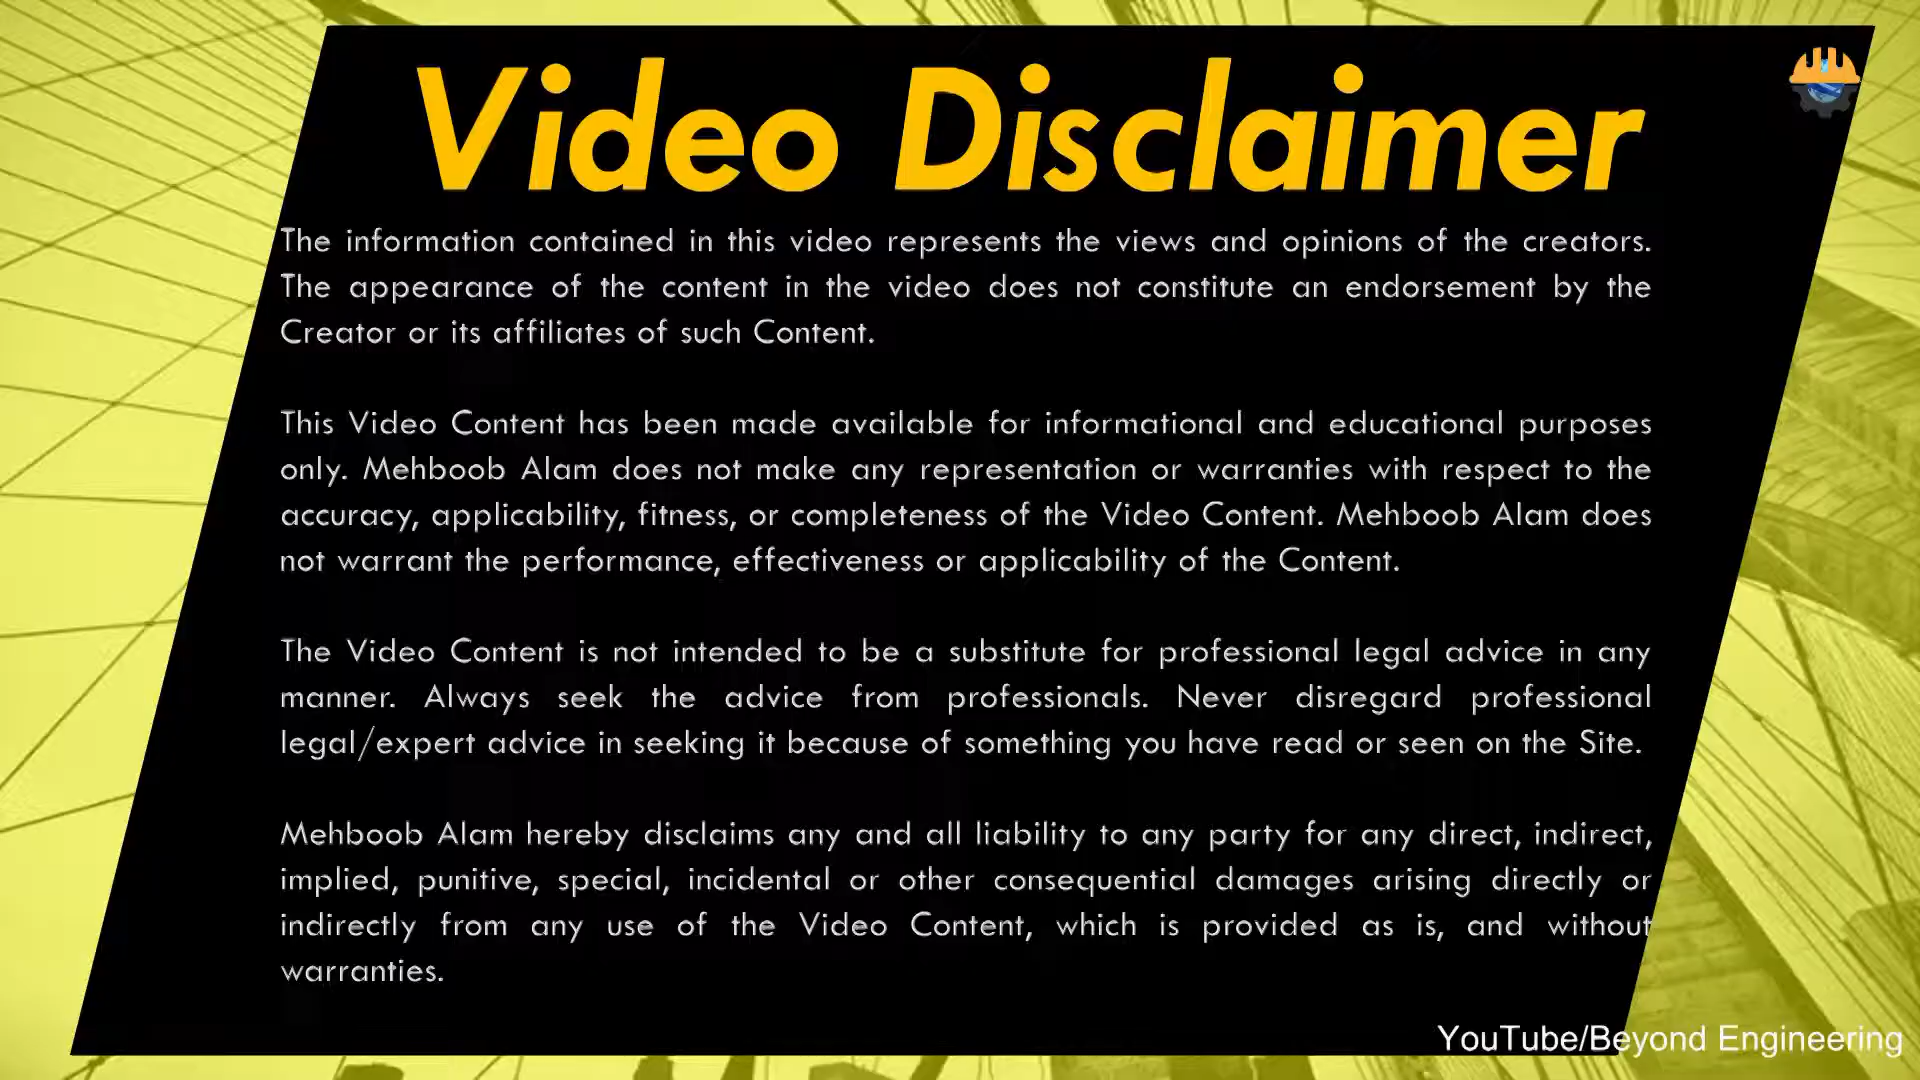 Video Disclaimer
The information contained in this video represents the views and opinions of the creators.
The appearance of the content in the video does not constitute an endorsement by the
Creator or its affiliates of such Content.
This Video Content has been made available for informational and educational purposes
only. Mehboob Alam does not make any representation or warranties with respect to the
accuracy, applicability, fitness, or completeness of the Video Content. Mehboob Alam does
not warrant the performance, effectiveness or applicability of the Content.
The Video Content is not intended to be a substitute for professional legal advice in any
manner. Always seek the advice from professionals. Never disregard professional
legal/expert advice in seeking it because of something you have read or seen on the Site.
Mehboob Alam hereby disclaims any and all liability to any party for any direct, indirect,
implied, punitive, special, incidental or other consequential damages arising directly or
indirectly from any use of the Video Content, which is provided as is, and without
warranties.
YouTube/Beyond Engineering